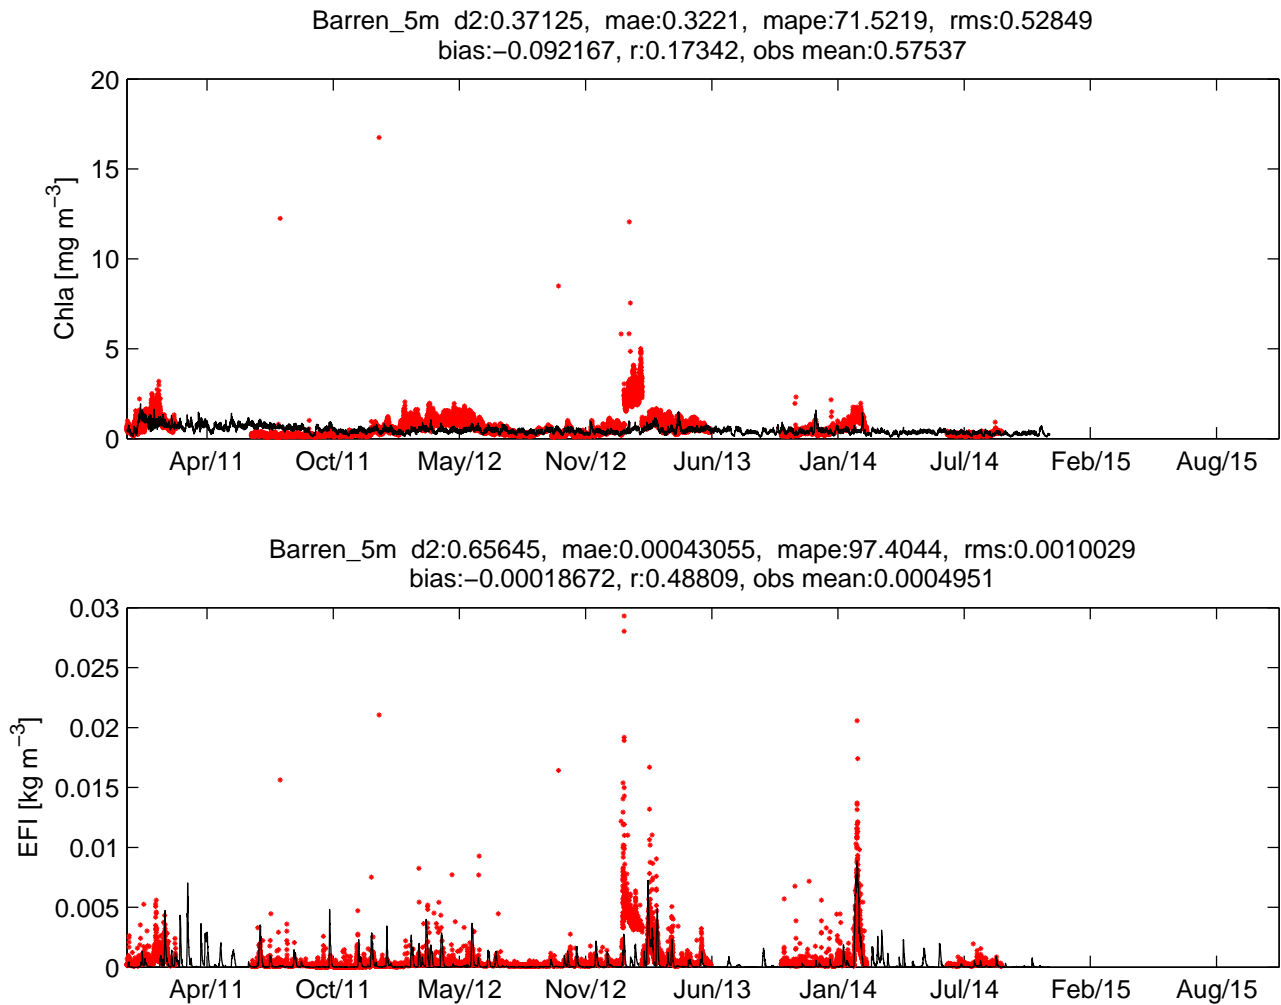 Barren_5m  d2:0.37125,  mae:0.3221,  mape:71.5219,  rms:0.52849
bias:−0.092167, r:0.17342, obs mean:0.57537
20
15
10
5
0
Chla [mg m−3]
Apr/11 Oct/11 May/12 Nov/12 Jun/13 Jan/14 Jul/14 Feb/15 Aug/15
Barren_5m  d2:0.65645,  mae:0.00043055,  mape:97.4044,  rms:0.0010029
bias:−0.00018672, r:0.48809, obs mean:0.0004951
0.03
0.025
0.02
0.015
0.01
0.005
0
EFI [kg m−3]
Apr/11 Oct/11 May/12 Nov/12 Jun/13 Jan/14 Jul/14 Feb/15 Aug/15